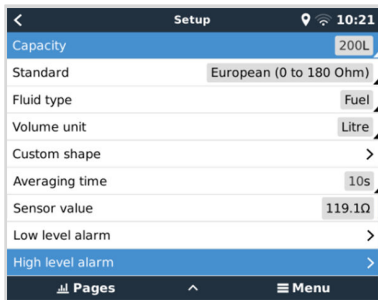 Setup 10:21
Capacity 200L
Standard European (0 to 180 Ohm)
Fluid type Fuel
Volume unit Litre
Custom shape
Averaging time 10s
Sensor value 119.1Ω
Low level alarm
High level alarm
Pages Menu